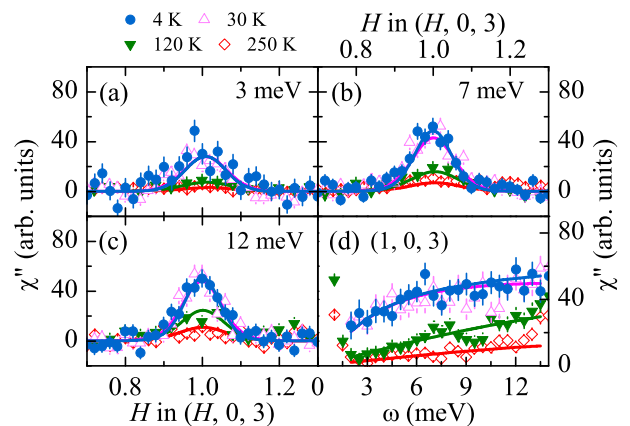 4 K 30 K
120 K 250 K
H in (H, 0, 3)
0.8 1.0 1.2
80 (a) 3 meV (b) 7 meV 80
40 40
0 0
χ" (arb. units) χ" (arb. units)
80 (c) 12 meV (d) (1, 0, 3) 80
40 40
0 0
0.8 1.0 1.2 0 3 6 9 12
H in (H, 0, 3) ω (meV)